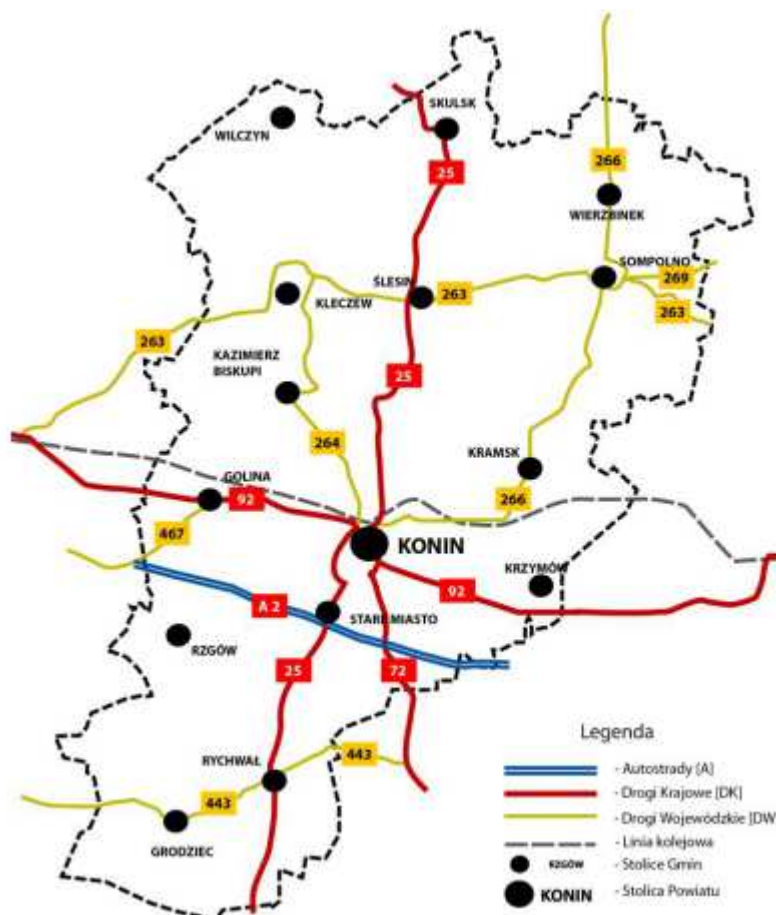 SKULSK
WILCZYN
25
266
WIERZBINEK
SOMPOLNO
269
ŚLESIN
263
KLECZEW
263
263
KAZIMIERZ
BISKUPI
25
264
KRAMSK
GOLINA
92
266
467
KONIN
KRZYMÓW
92
A 2
STARE MIASTO
RZGÓW
25
72
RYCHWAŁ
443
443
GRODZIEC
Legenda
- Autostrady [A]
- Drogi Krajowe [DK]
- Drogi Wojewódzkie [DW]
- Linia kolejowa
RZGÓW - Stolice Gmin
KONIN - Stolica Powiatu